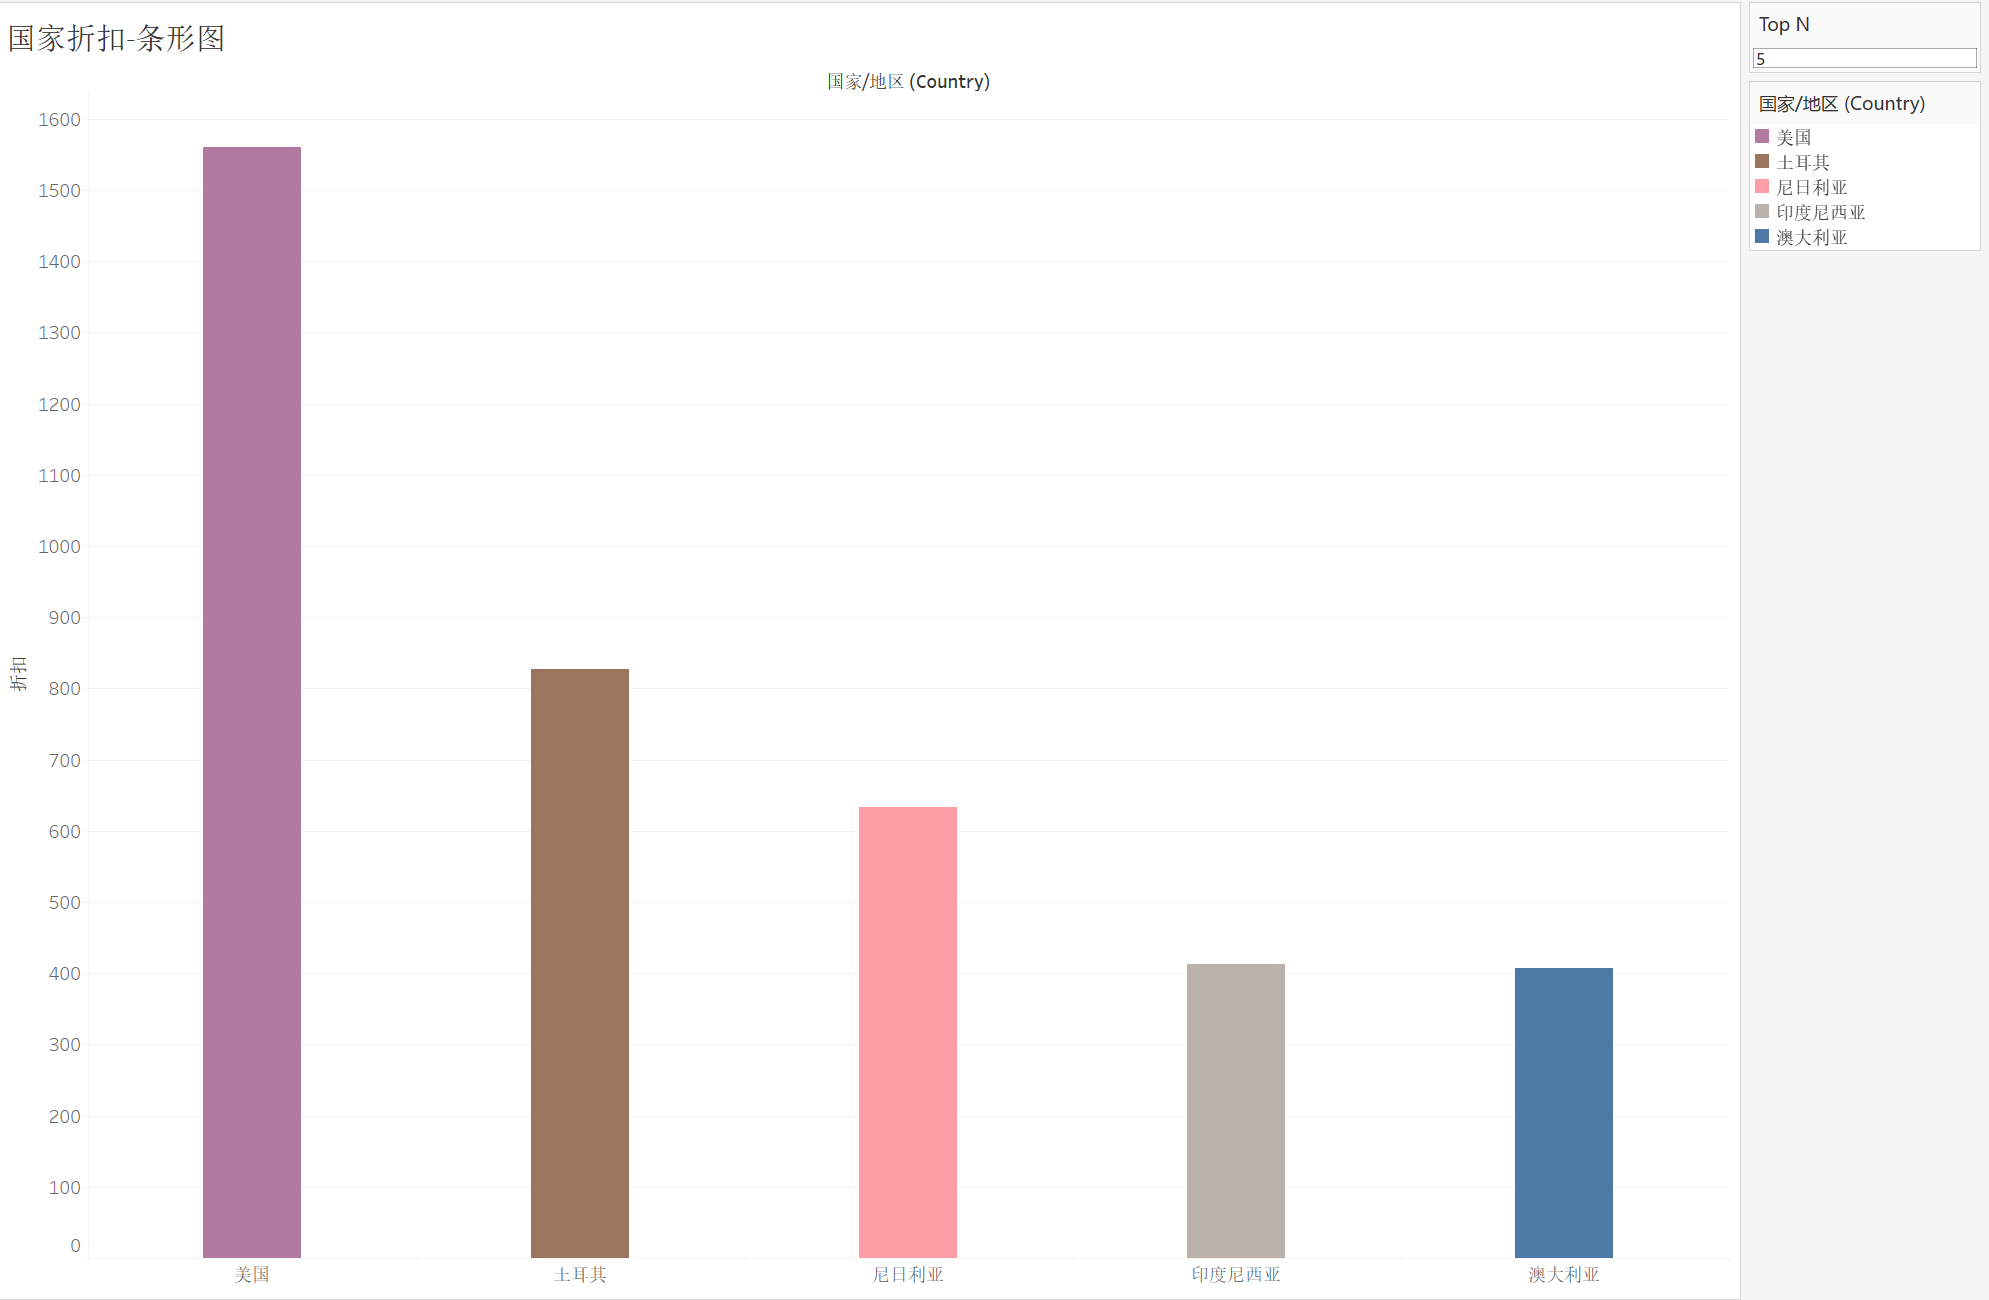 国家折扣-条形图
国家/地区 (Country)
1600
1500
1400
1300
1200
1100
1000
900
800
700
600
500
400
300
200
100
0
折扣
美国
土耳其
尼日利亚
印度尼西亚
澳大利亚
Top N
5
国家/地区 (Country)
美国
土耳其
尼日利亚
印度尼西亚
澳大利亚